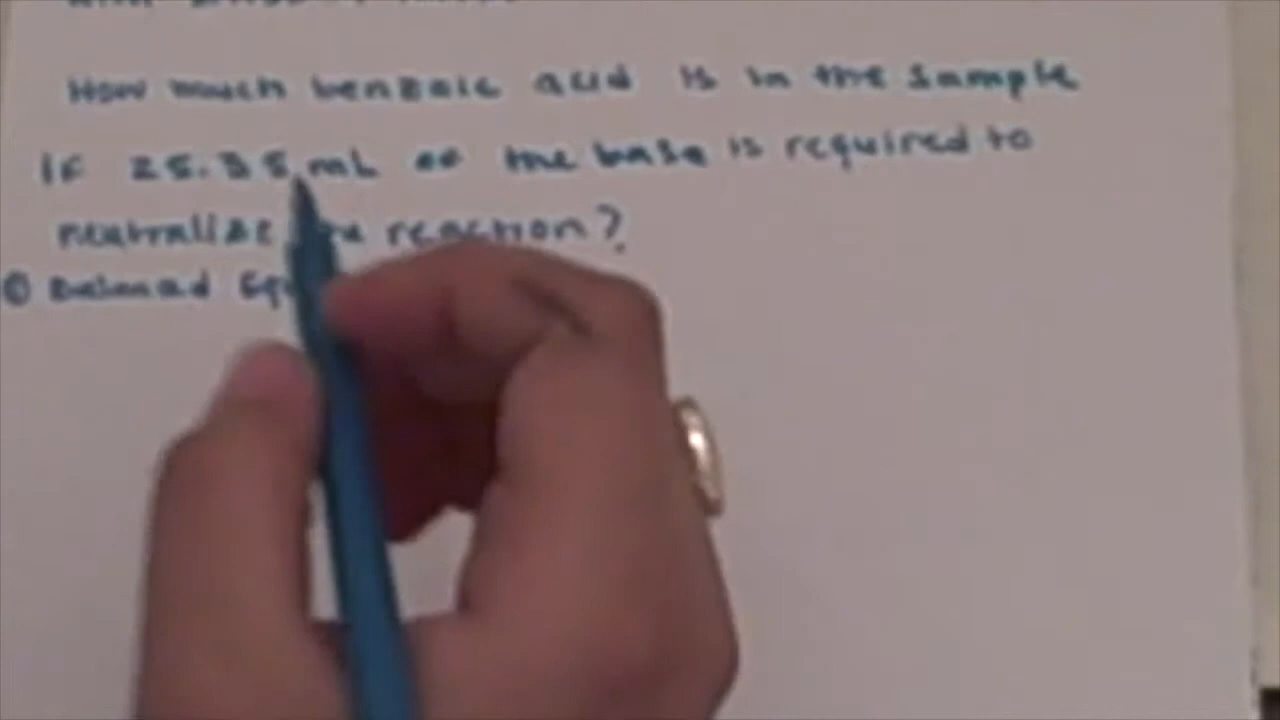 How much benzoic acid is in the sample
if 25.35 mL of the base is required to
neutralize reaction?
① Balanced